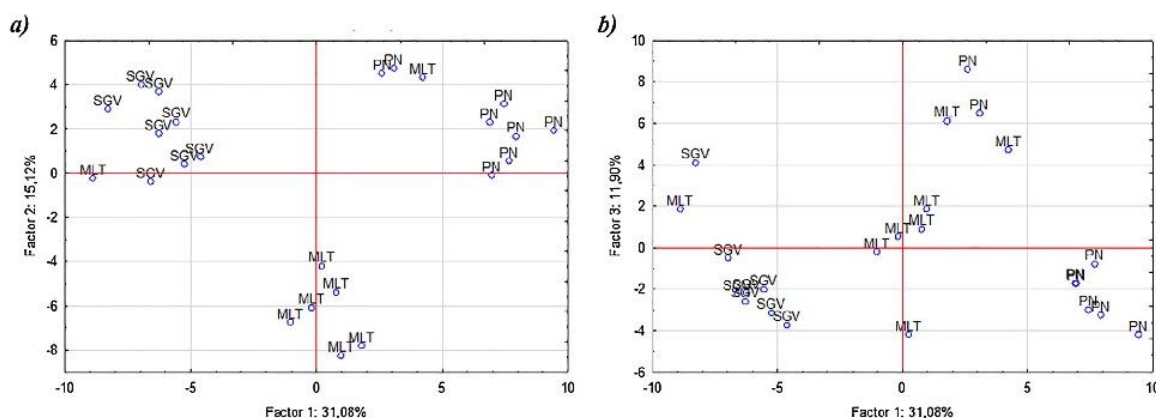 a)
6
4
2
0
-2
-4
-6
-8
Factor 2: 15,12%
PN
PN
MLT
SGV
SGV
SGV
PN
SGV
PN
SGV
PN
PN
SGV
SGV
PN
MLT
SGV
PN
MLT
MLT
MLT
MLT
MLT
MLT
-10
-5
0
5
10
Factor 1: 31,08%
b)
10
8
6
4
2
0
-2
-4
-6
Factor 3: 11,90%
PN
PN
MLT
MLT
SGV
MLT
MLT
MLT
MLT
MLT
SGV
PN
SGV
SGV
SGV
PN
SGV
SGV
PN
PN
MLT
PN
-10
-5
0
5
10
Factor 1: 31,08%